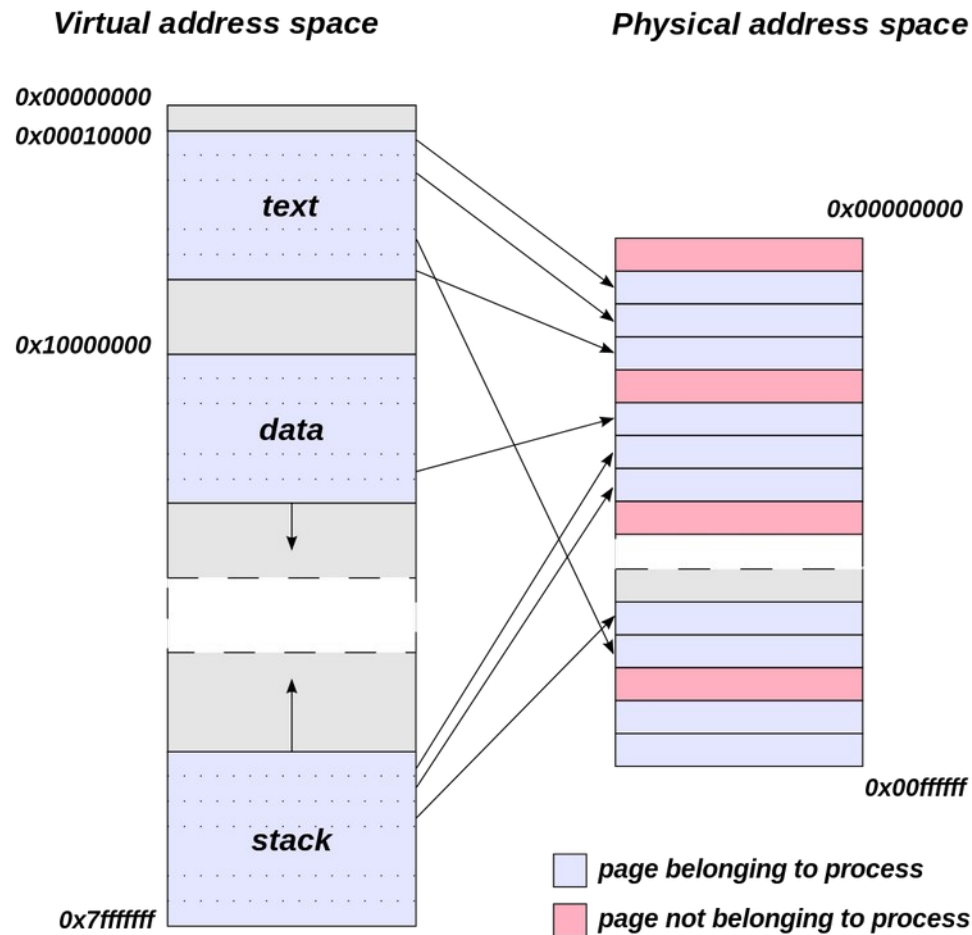 Virtual address space
Physical address space
0x00000000
0x00010000
text
0x10000000
data
stack
0x7fffffff
0x00000000
0x00ffffff
page belonging to process
page not belonging to process